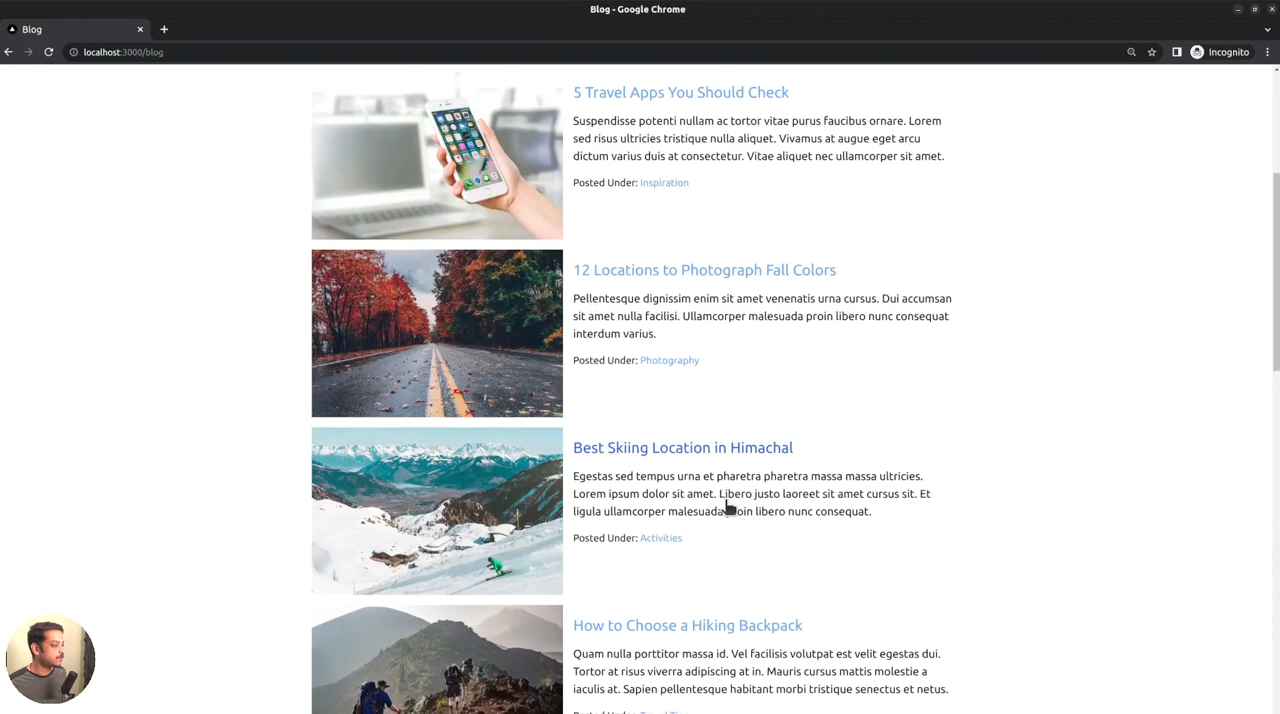 Blog - Google Chrome
Blog
localhost:3000/blog
Incognito
5 Travel Apps You Should Check
Suspendisse potenti nullam ac tortor vitae purus faucibus ornare. Lorem
sed risus ultricies tristique nulla aliquet. Vivamus at augue eget arcu
dictum varius duis at consectetur. Vitae aliquet nec ullamcorper sit amet.
Posted Under: Inspiration
12 Locations to Photograph Fall Colors
Pellentesque dignissim enim sit amet venenatis urna cursus. Dui accumsan
sit amet nulla facilisi. Ullamcorper malesuada proin libero nunc consequat
interdum varius.
Posted Under: Photography
Best Skiing Location in Himachal
Egestas sed tempus urna et pharetra pharetra massa massa ultricies.
Lorem ipsum dolor sit amet. Libero justo laoreet sit amet cursus sit. Et
ligula ullamcorper malesuada proin libero nunc consequat.
Posted Under: Activities
How to Choose a Hiking Backpack
Quam nulla porttitor massa id. Vel facilisis volutpat est velit egestas dui.
Tortor at risus viverra adipiscing at in. Mauris cursus mattis molestie a
iaculis at. Sapien pellentesque habitant morbi tristique senectus et netus.